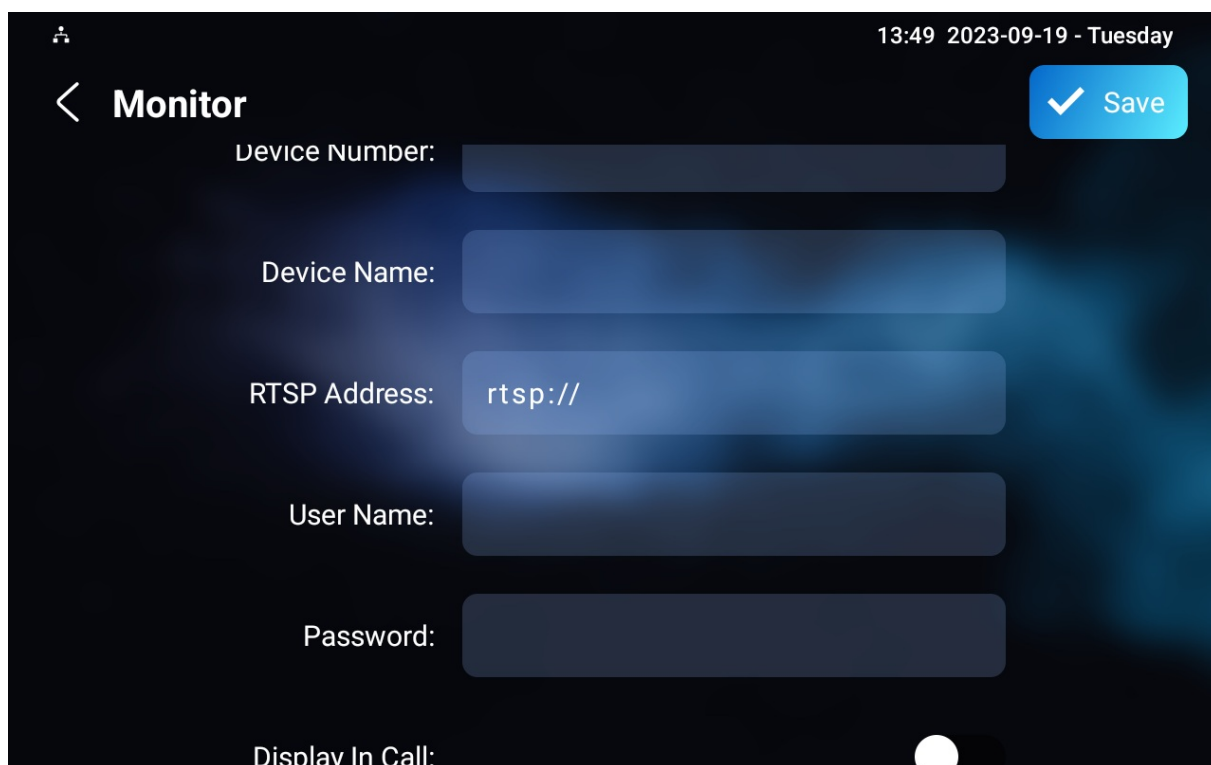 13:49 2023-09-19 - Tuesday
Monitor
Save
Device Number:
Device Name:
RTSP Address: rtsp://
User Name:
Password:
Display In Call: